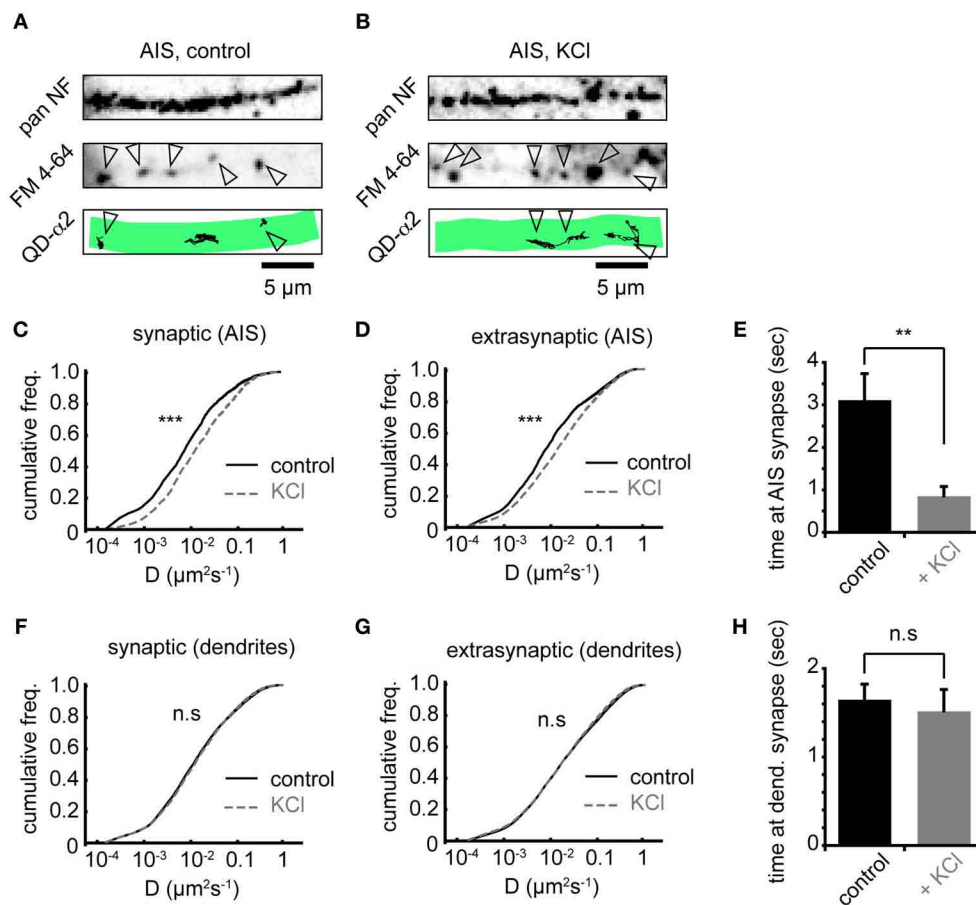 A
AIS, control
pan NF
FM 4-64
QD-α2
5 μm
B
AIS, KCl
pan NF
FM 4-64
QD-α2
5 μm
C
synaptic (AIS)
cumulative freq.
1.0
0.8
0.6
0.4
0.2
0
***
control
KCl
10⁻⁴ 10⁻³ 10⁻² 0.1 1
D (μm²s⁻¹)
D
extrasynaptic (AIS)
cumulative freq.
1.0
0.8
0.6
0.4
0.2
0
***
control
KCl
10⁻⁴ 10⁻³ 10⁻² 0.1 1
D (μm²s⁻¹)
E
time at AIS synapse (sec)
**
4
3
2
1
0
control
+ KCl
F
synaptic (dendrites)
cumulative freq.
1.0
0.8
0.6
0.4
0.2
0
n.s
control
KCl
10⁻⁴ 10⁻³ 10⁻² 0.1 1
D (μm²s⁻¹)
G
extrasynaptic (dendrites)
cumulative freq.
1.0
0.8
0.6
0.4
0.2
0
n.s
control
KCl
10⁻⁴ 10⁻³ 10⁻² 0.1 1
D (μm²s⁻¹)
H
time at dend. synapse (sec)
n.s
2
1
0
control
+ KCl